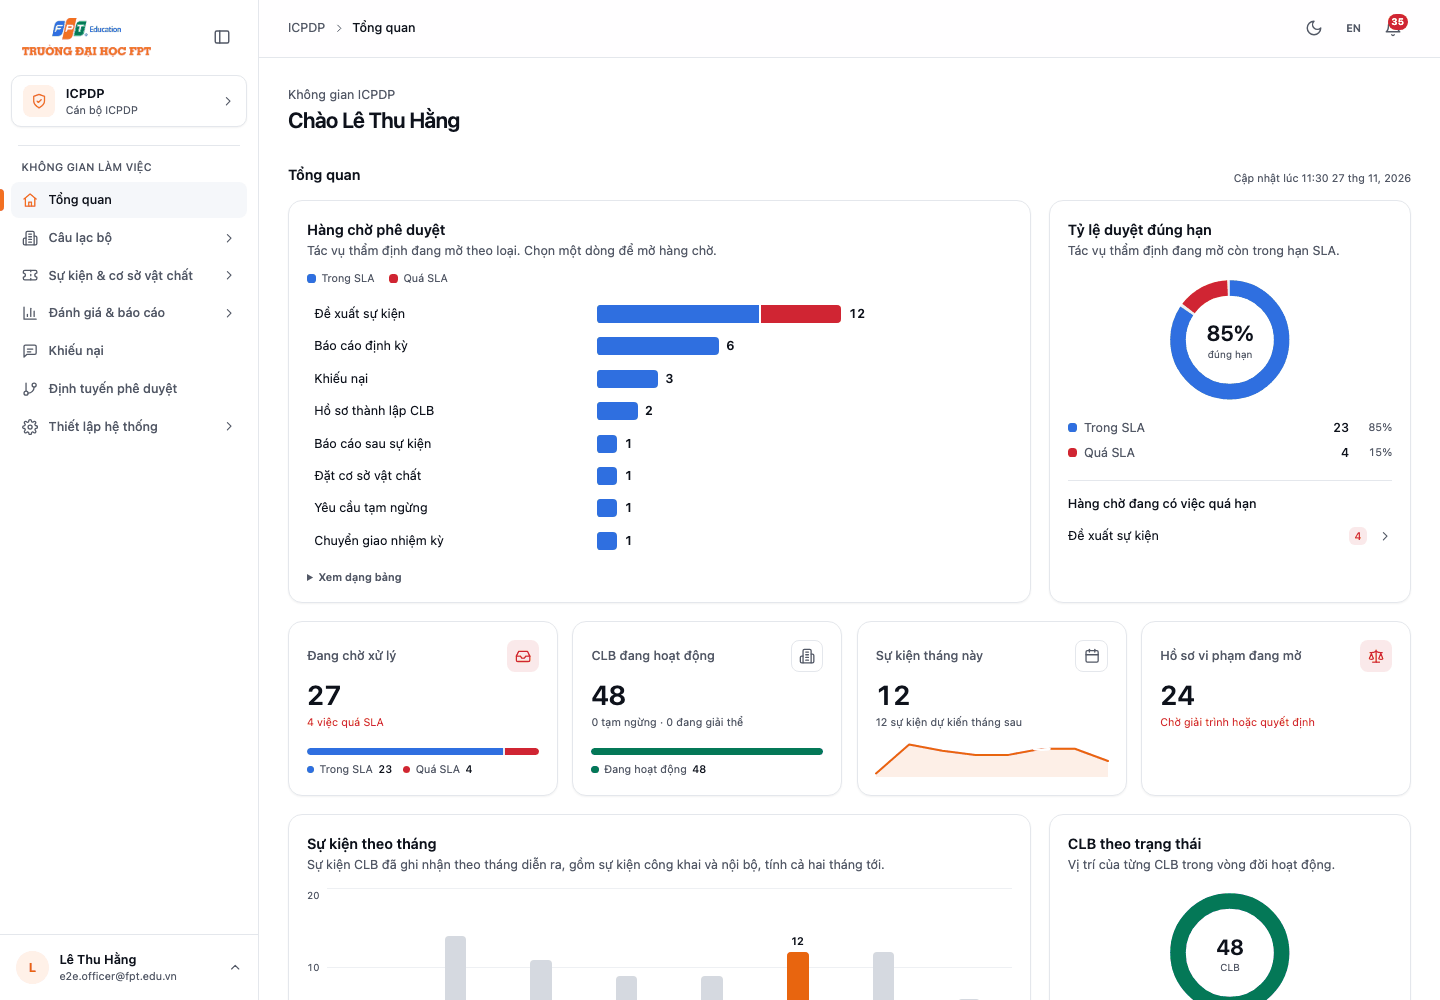 FPT Education
TRƯỜNG ĐẠI HỌC FPT
ICPDP
Cán bộ ICPDP
KHÔNG GIAN LÀM VIỆC
Tổng quan
Câu lạc bộ
Sự kiện & cơ sở vật chất
Đánh giá & báo cáo
Khiếu nại
Định tuyến phê duyệt
Thiết lập hệ thống
L
Lê Thu Hằng
e2e.officer@fpt.edu.vn
ICPDP > Tổng quan
EN
35
Không gian ICPDP
Chào Lê Thu Hằng
Tổng quan
Cập nhật lúc 11:30 27 thg 11, 2026
Hàng chờ phê duyệt
Tác vụ thẩm định đang mở theo loại. Chọn một dòng để mở hàng chờ.
Trong SLA Quá SLA
Đề xuất sự kiện 12
Báo cáo định kỳ 6
Khiếu nại 3
Hồ sơ thành lập CLB 2
Báo cáo sau sự kiện 1
Đặt cơ sở vật chất 1
Yêu cầu tạm ngừng 1
Chuyển giao nhiệm kỳ 1
Xem dạng bảng
Tỷ lệ duyệt đúng hạn
Tác vụ thẩm định đang mở còn trong hạn SLA.
85%
đúng hạn
Trong SLA 23 85%
Quá SLA 4 15%
Hàng chờ đang có việc quá hạn
Đề xuất sự kiện 4
Đang chờ xử lý
27
4 việc quá SLA
Trong SLA 23 Quá SLA 4
CLB đang hoạt động
48
0 tạm ngừng · 0 đang giải thể
Đang hoạt động 48
Sự kiện tháng này
12
12 sự kiện dự kiến tháng sau
Hồ sơ vi phạm đang mở
24
Chờ giải trình hoặc quyết định
Sự kiện theo tháng
Sự kiện CLB đã ghi nhận theo tháng diễn ra, gồm sự kiện công khai và nội bộ, tính cả hai tháng tới.
20
12
10
CLB theo trạng thái
Vị trí của từng CLB trong vòng đời hoạt động.
48
CLB